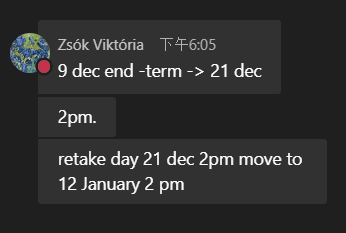 Zsók Viktória 下午6:05
9 dec end -term -> 21 dec
2pm.
retake day 21 dec 2pm move to
12 January 2 pm